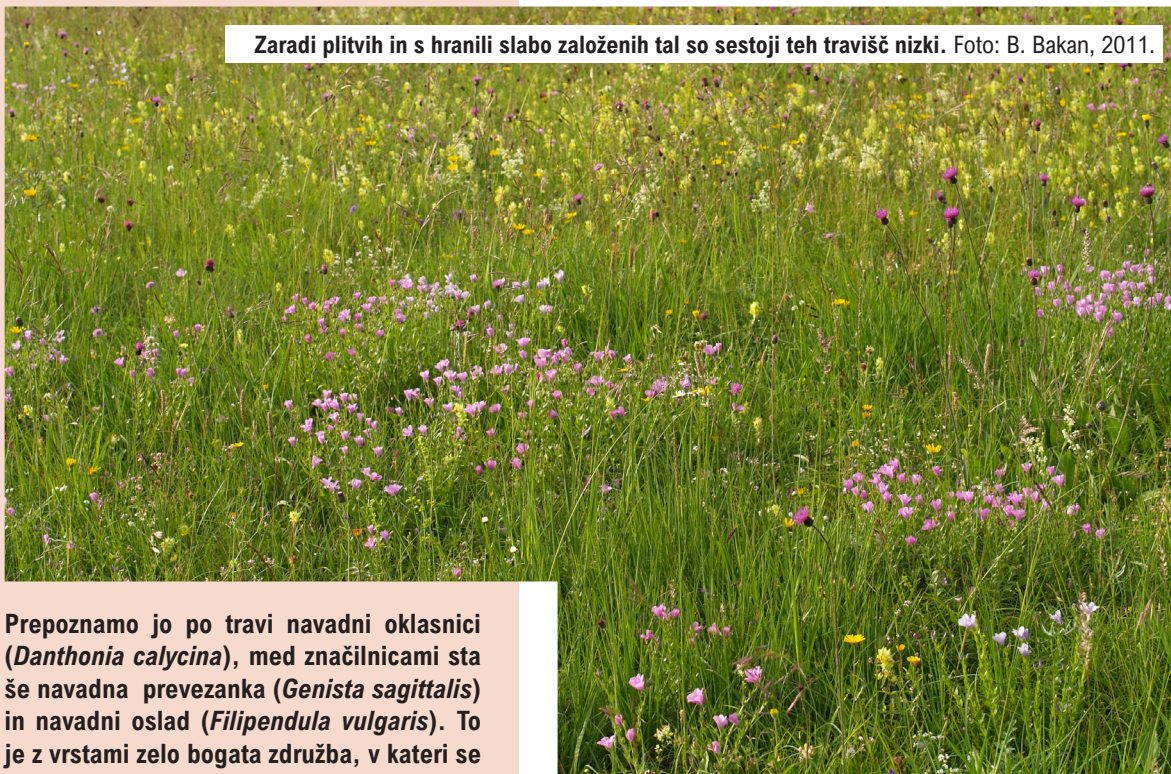 Zaradi plitvih in s hranili slabo založenih tal so sestoji teh travišč nizki. Foto: B. Bakan, 2011.
Prepoznamo jo po travi navadni oklasnici
(Danthonia calycina), med značilnicami sta
še navadna prevezanka (Genista sagittalis)
in navadni oslad (Filipendula vulgaris). To
je z vrstami zelo bogata združba, v kateri se